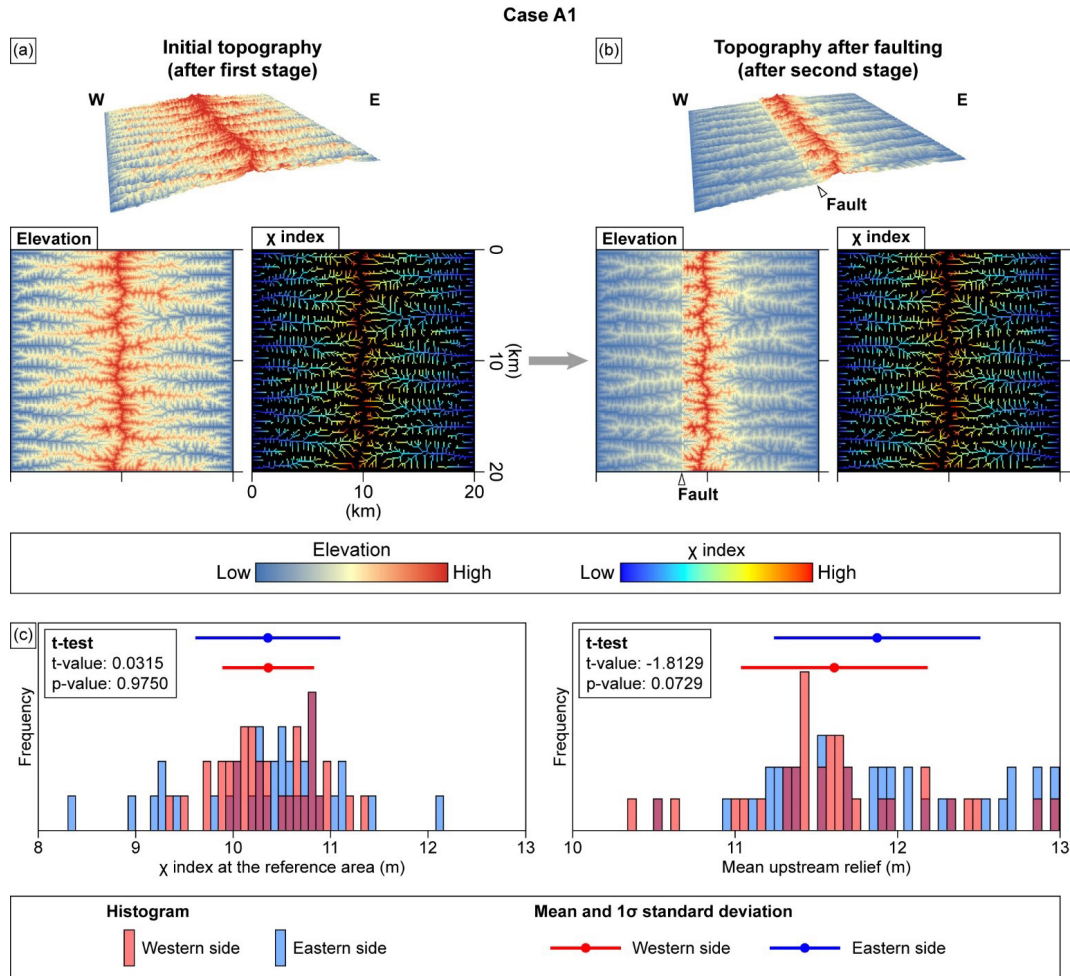 Case A1
(a)
Initial topography
(after first stage)
W
E
(b)
Topography after faulting
(after second stage)
W
E
Fault
Elevation
χ index
0
10
(km)
20
0
10
20
(km)
Elevation
χ index
Fault
Elevation
Low
High
χ index
Low
High
(c)
t-test
t-value: 0.0315
p-value: 0.9750
Frequency
8
9
10
11
12
13
χ index at the reference area (m)
t-test
t-value: -1.8129
p-value: 0.0729
Frequency
10
11
12
13
Mean upstream relief (m)
Histogram
Western side
Eastern side
Mean and 1σ standard deviation
Western side
Eastern side